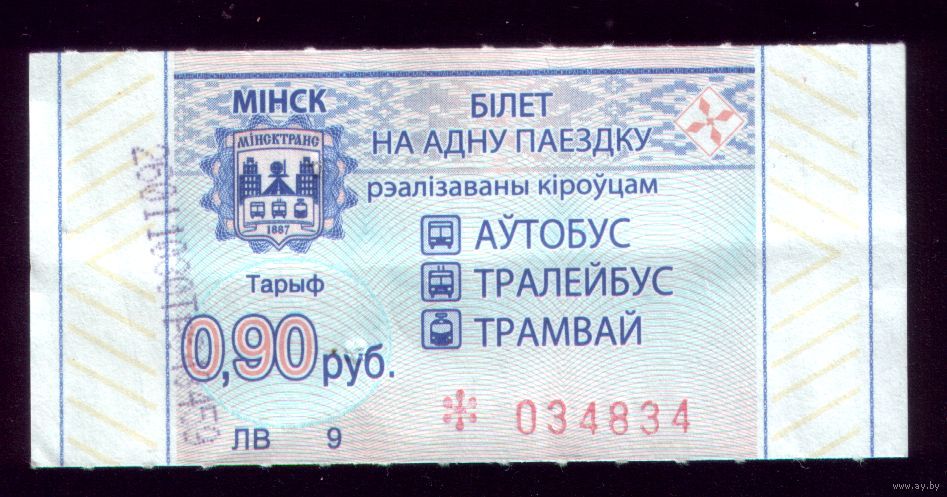 МІНСК
МІНСКТРАНС
1887
БІЛЕТ
НА АДНУ ПАЕЗДКУ
рэалізаваны кіроўцам
АЎТОБУС
ТРАЛЕЙБУС
ТРАМВАЙ
Тарыф
0,90 руб.
ЛВ 9
034834
www.ay.by